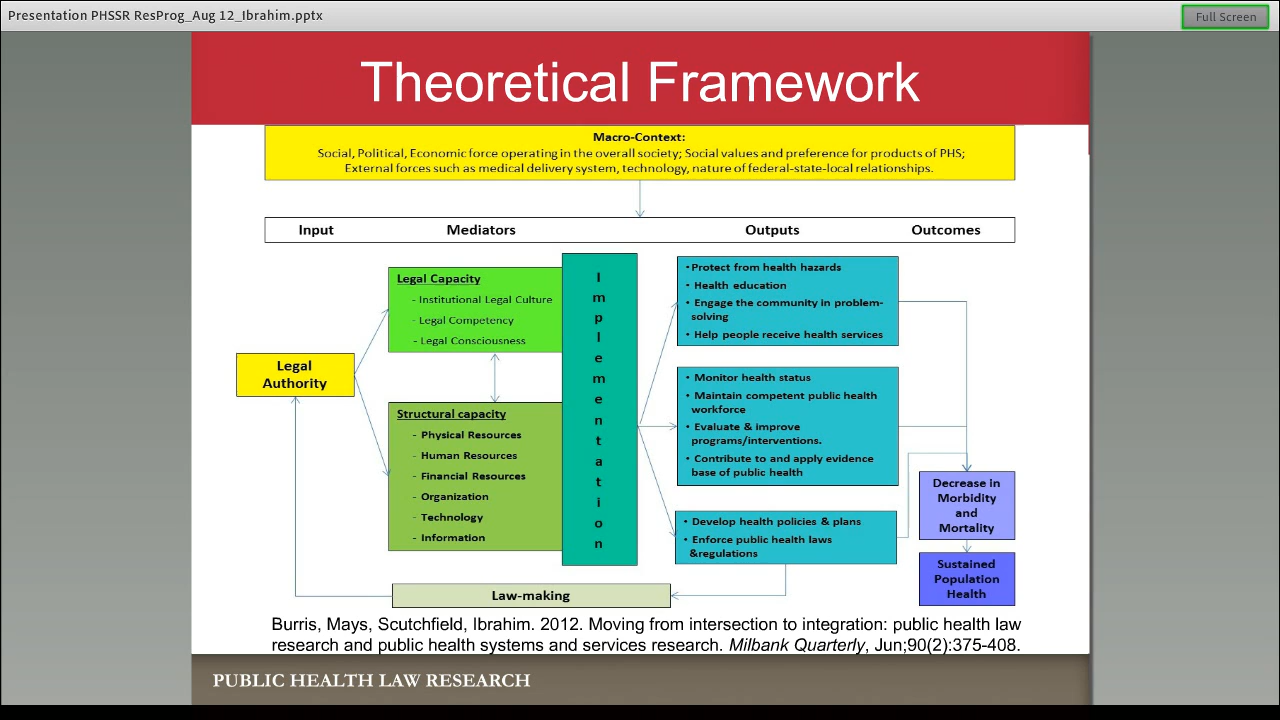 Presentation PHSSR ResProg_Aug 12_Ibrahim.pptx
Full Screen
Theoretical Framework
Macro-Context:
Social, Political, Economic force operating in the overall society; Social values and preference for products of PHS;
External forces such as medical delivery system, technology, nature of federal-state-local relationships.
Input
Mediators
Outputs
Outcomes
Legal
Authority
Legal Capacity
- Institutional Legal Culture
- Legal Competency
- Legal Consciousness
Structural capacity
- Physical Resources
- Human Resources
- Financial Resources
- Organization
- Technology
- Information
I
m
p
l
e
m
e
n
t
a
t
i
o
n
• Protect from health hazards
• Health education
• Engage the community in problem-
solving
• Help people receive health services
• Monitor health status
• Maintain competent public health
workforce
• Evaluate & improve
programs/interventions.
• Contribute to and apply evidence
base of public health
• Develop health policies & plans
• Enforce public health laws
&regulations
Decrease in
Morbidity
and
Mortality
Sustained
Population
Health
Law-making
Burris, Mays, Scutchfield, Ibrahim. 2012. Moving from intersection to integration: public health law
research and public health systems and services research. Milbank Quarterly, Jun;90(2):375-408.
PUBLIC HEALTH LAW RESEARCH